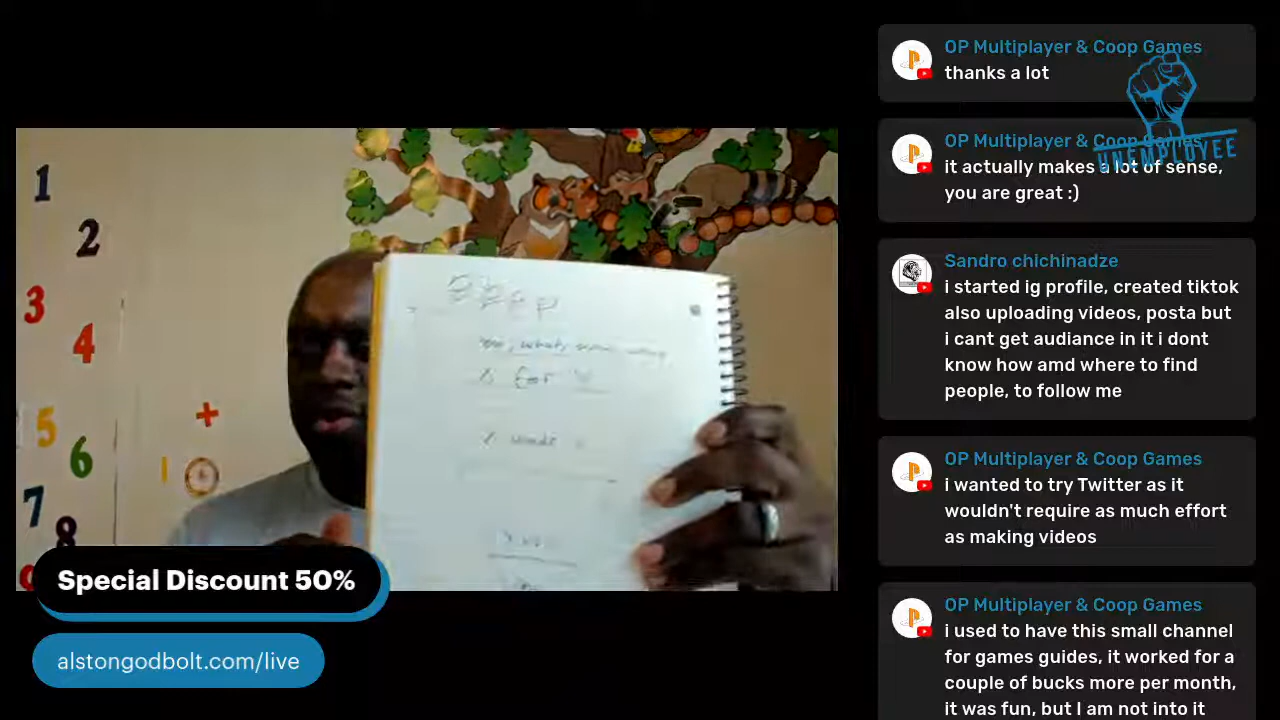 1
2
3
4
+
5
6
7
8
for
Special Discount 50%
alstongodbolt.com/live
OP Multiplayer & Coop Games
thanks a lot
OP Multiplayer & Coop Games
it actually makes a lot of sense,
you are great :)
UNEMPLOYEE
Sandro chichinadze
i started ig profile, created tiktok
also uploading videos, posta but
i cant get audiance in it i dont
know how amd where to find
people, to follow me
OP Multiplayer & Coop Games
i wanted to try Twitter as it
wouldn't require as much effort
as making videos
OP Multiplayer & Coop Games
i used to have this small channel
for games guides, it worked for a
couple of bucks more per month,
it was fun, but I am not into it